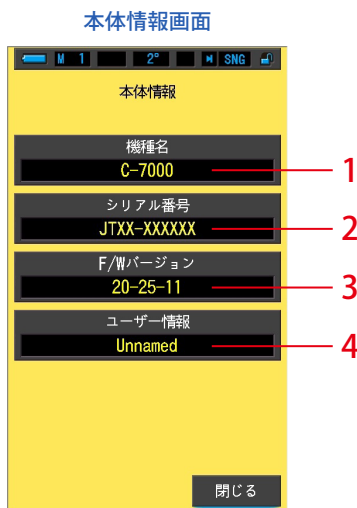 本体情報画面
M 1 2° SNG
本体情報
機種名
C-7000
1
シリアル番号
JTXX-XXXXXX
2
F/Wバージョン
20-25-11
3
ユーザー情報
Unnamed
4
閉じる